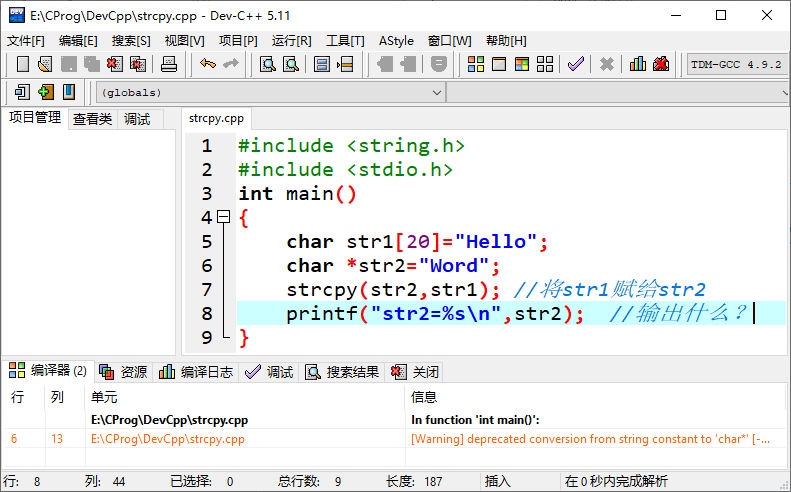 E:\CProg\DevCpp\strcpy.cpp - Dev-C++ 5.11
文件[F] 编辑[E] 搜索[S] 视图[V] 项目[P] 运行[R] 工具[T] AStyle 窗口[W] 帮助[H]
TDM-GCC 4.9.2
(globals)
项目管理 查看类 调试 strcpy.cpp
1 #include <string.h>
2 #include <stdio.h>
3 int main()
4 {
5 char str1[20]="Hello";
6 char *str2="Word";
7 strcpy(str2,str1); //将str1赋给str2
8 printf("str2=%s\n",str2); //输出什么?
9 }
编译器 (2) 资源 编译日志 调试 搜索结果 关闭
行 列 单元 信息
E:\CProg\DevCpp\strcpy.cpp In function 'int main()':
6 13 E:\CProg\DevCpp\strcpy.cpp [Warning] deprecated conversion from string constant to 'char*' [-...
行: 8 列: 44 已选择: 0 总行数: 9 长度: 187 插入 在 0 秒内完成解析